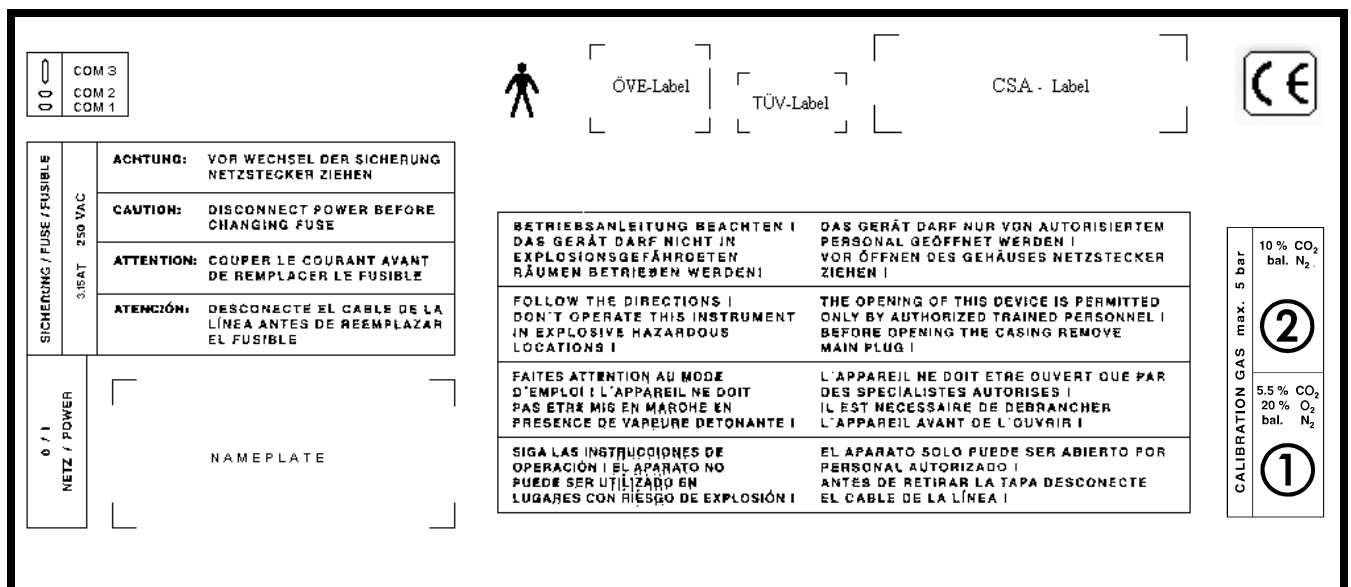 COM 3
COM 2
COM 1
ÖVE-Label
TÜV-Label
CSA - Label
CE
SICHERUNG / FUSE / FUSIBLE
3.15AT 250 VAC
ACHTUNG: VOR WECHSEL DER SICHERUNG
NETZSTECKER ZIEHEN
CAUTION: DISCONNECT POWER BEFORE
CHANGING FUSE
ATTENTION: COUPER LE COURANT AVANT
DE REMPLACER LE FUSIBLE
ATENCIÓN: DESCONECTE EL CABLE DE LA
LÍNEA ANTES DE REEMPLAZAR
EL FUSIBLE
0 / I
NETZ / POWER
NAMEPLATE
BETRIEBSANLEITUNG BEACHTEN !
DAS GERÄT DARF NICHT IN
EXPLOSIONSGEFÄHRDETEN
RÄUMEN BETRIEBEN WERDEN!
DAS GERÄT DARF NUR VON AUTORISIERTEM
PERSONAL GEÖFFNET WERDEN !
VOR ÖFFNEN DES GEHÄUSES NETZSTECKER
ZIEHEN !
FOLLOW THE DIRECTIONS !
DON'T OPERATE THIS INSTRUMENT
IN EXPLOSIVE HAZARDOUS
LOCATIONS !
THE OPENING OF THIS DEVICE IS PERMITTED
ONLY BY AUTHORIZED TRAINED PERSONNEL !
BEFORE OPENING THE CASING REMOVE
MAIN PLUG !
FAITES ATTENTION AU MODE
D'EMPLOI ! L'APPAREIL NE DOIT
PAS ETRE MIS EN MARCHE EN
PRESENCE DE VAPEURE DETONANTE !
L'APPAREIL NE DOIT ETRE OUVERT QUE PAR
DES SPECIALISTES AUTORISES !
IL EST NECESSAIRE DE DEBRANCHER
L'APPAREIL AVANT DE L'OUVRIR !
SIGA LAS INSTRUCCIONES DE
OPERACIÓN ! EL APARATO NO
PUEDE SER UTILIZADO EN
LUGARES CON RIESGO DE EXPLOSIÓN !
EL APARATO SOLO PUEDE SER ABIERTO POR
PERSONAL AUTORIZADO !
ANTES DE RETIRAR LA TAPA DESCONECTE
EL CABLE DE LA LÍNEA !
CALIBRATION GAS max. 5 bar
10 % CO₂
bal. N₂
2
5.5 % CO₂
20 % O₂
bal. N₂
1